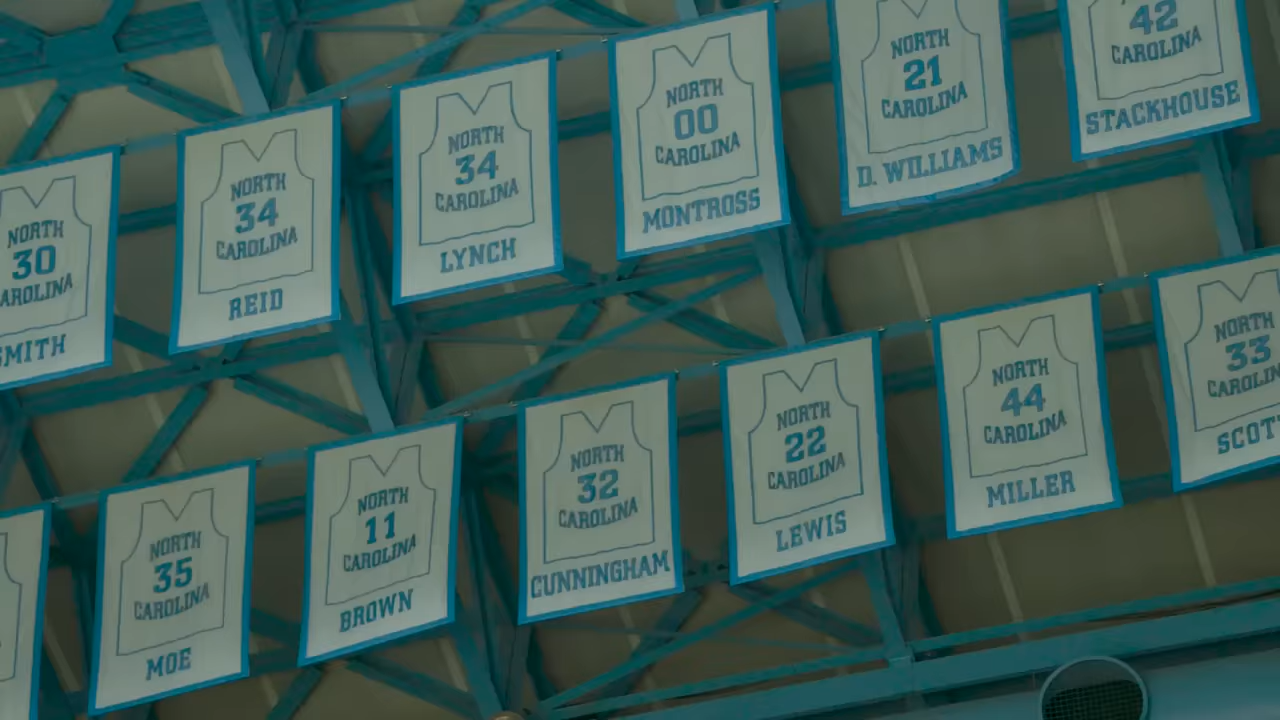 NORTH
30
CAROLINA
SMITH
NORTH
34
CAROLINA
REID
NORTH
34
CAROLINA
LYNCH
NORTH
00
CAROLINA
MONTROSS
NORTH
21
CAROLINA
D. WILLIAMS
42
CAROLINA
STACKHOUSE
NORTH
35
CAROLINA
MOE
NORTH
11
CAROLINA
BROWN
NORTH
32
CAROLINA
CUNNINGHAM
NORTH
22
CAROLINA
LEWIS
NORTH
44
CAROLINA
MILLER
NORTH
33
CAROLINA
SCOTT